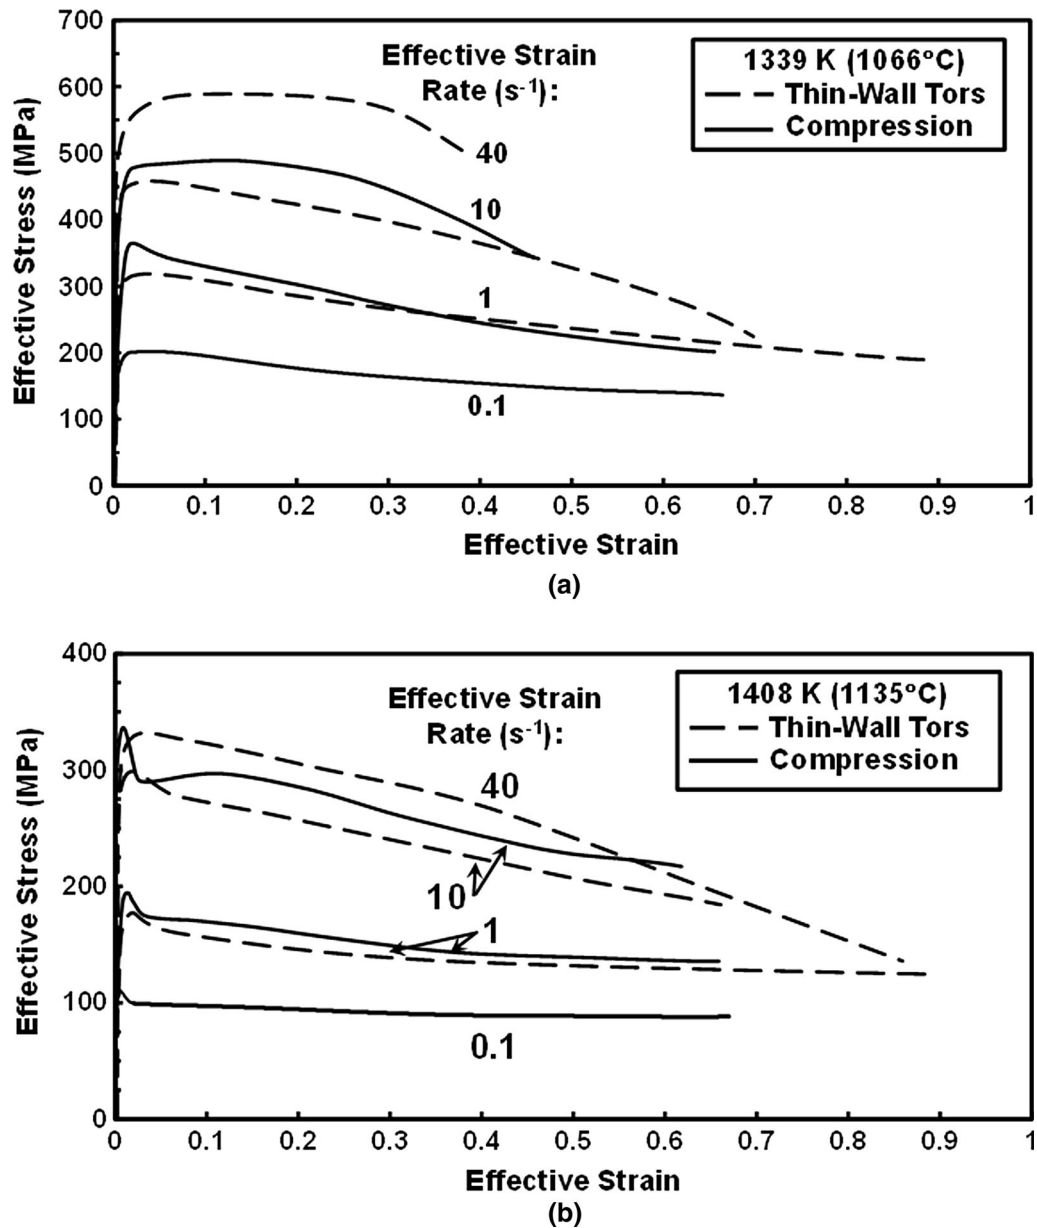 700
600
500
400
300
200
100
0
Effective Stress (MPa)
Effective Strain
Rate (s-1):
1339 K (1066°C)
Thin-Wall Tors
Compression
40
10
1
0.1
0 0.1 0.2 0.3 0.4 0.5 0.6 0.7 0.8 0.9 1
Effective Strain
(a)
400
300
200
100
0
Effective Stress (MPa)
Effective Strain
Rate (s-1):
1408 K (1135°C)
Thin-Wall Tors
Compression
40
10
1
0.1
0 0.1 0.2 0.3 0.4 0.5 0.6 0.7 0.8 0.9 1
Effective Strain
(b)